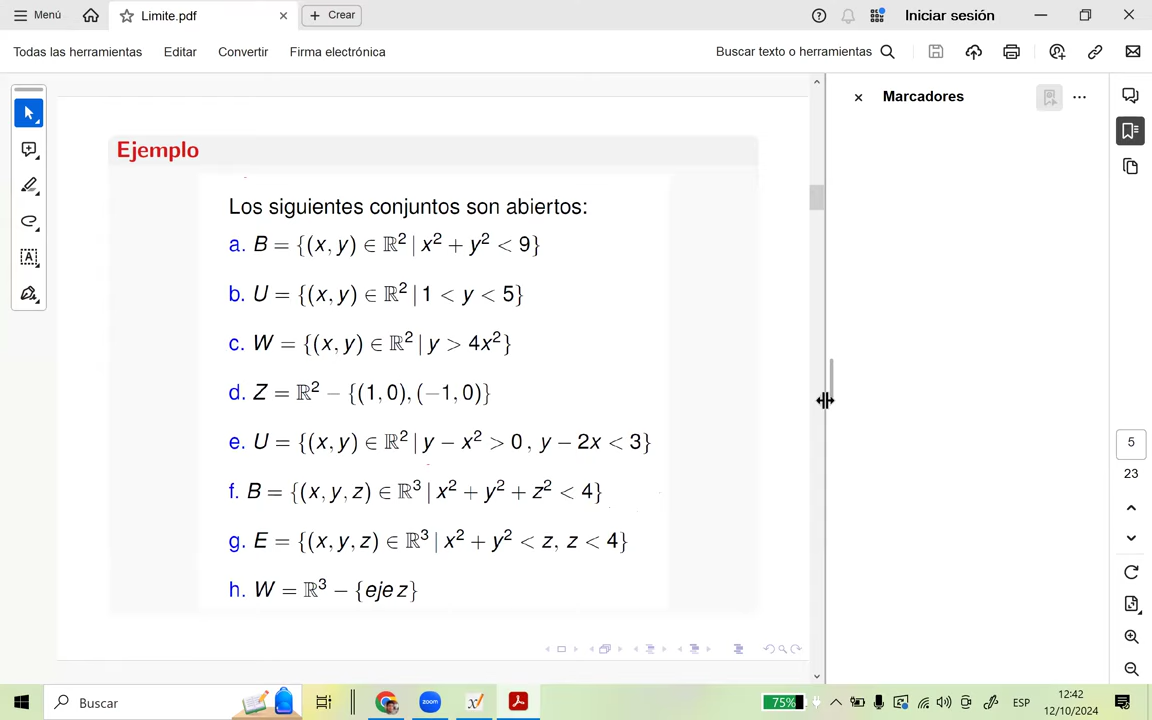 Menú
Limite.pdf
Crear
Iniciar sesión
Todas las herramientas
Editar
Convertir
Firma electrónica
Buscar texto o herramientas
Marcadores
Ejemplo
Los siguientes conjuntos son abiertos:
a. B = {(x, y) ∈ ℝ² | x² + y² < 9}
b. U = {(x, y) ∈ ℝ² | 1 < y < 5}
c. W = {(x, y) ∈ ℝ² | y > 4x²}
d. Z = ℝ² − {(1, 0), (−1, 0)}
e. U = {(x, y) ∈ ℝ² | y − x² > 0 , y − 2x < 3}
f. B = {(x, y, z) ∈ ℝ³ | x² + y² + z² < 4}
g. E = {(x, y, z) ∈ ℝ³ | x² + y² < z, z < 4}
h. W = ℝ³ − {eje z}
5
23
Buscar
zoom
75%
ESP
12:42
12/10/2024